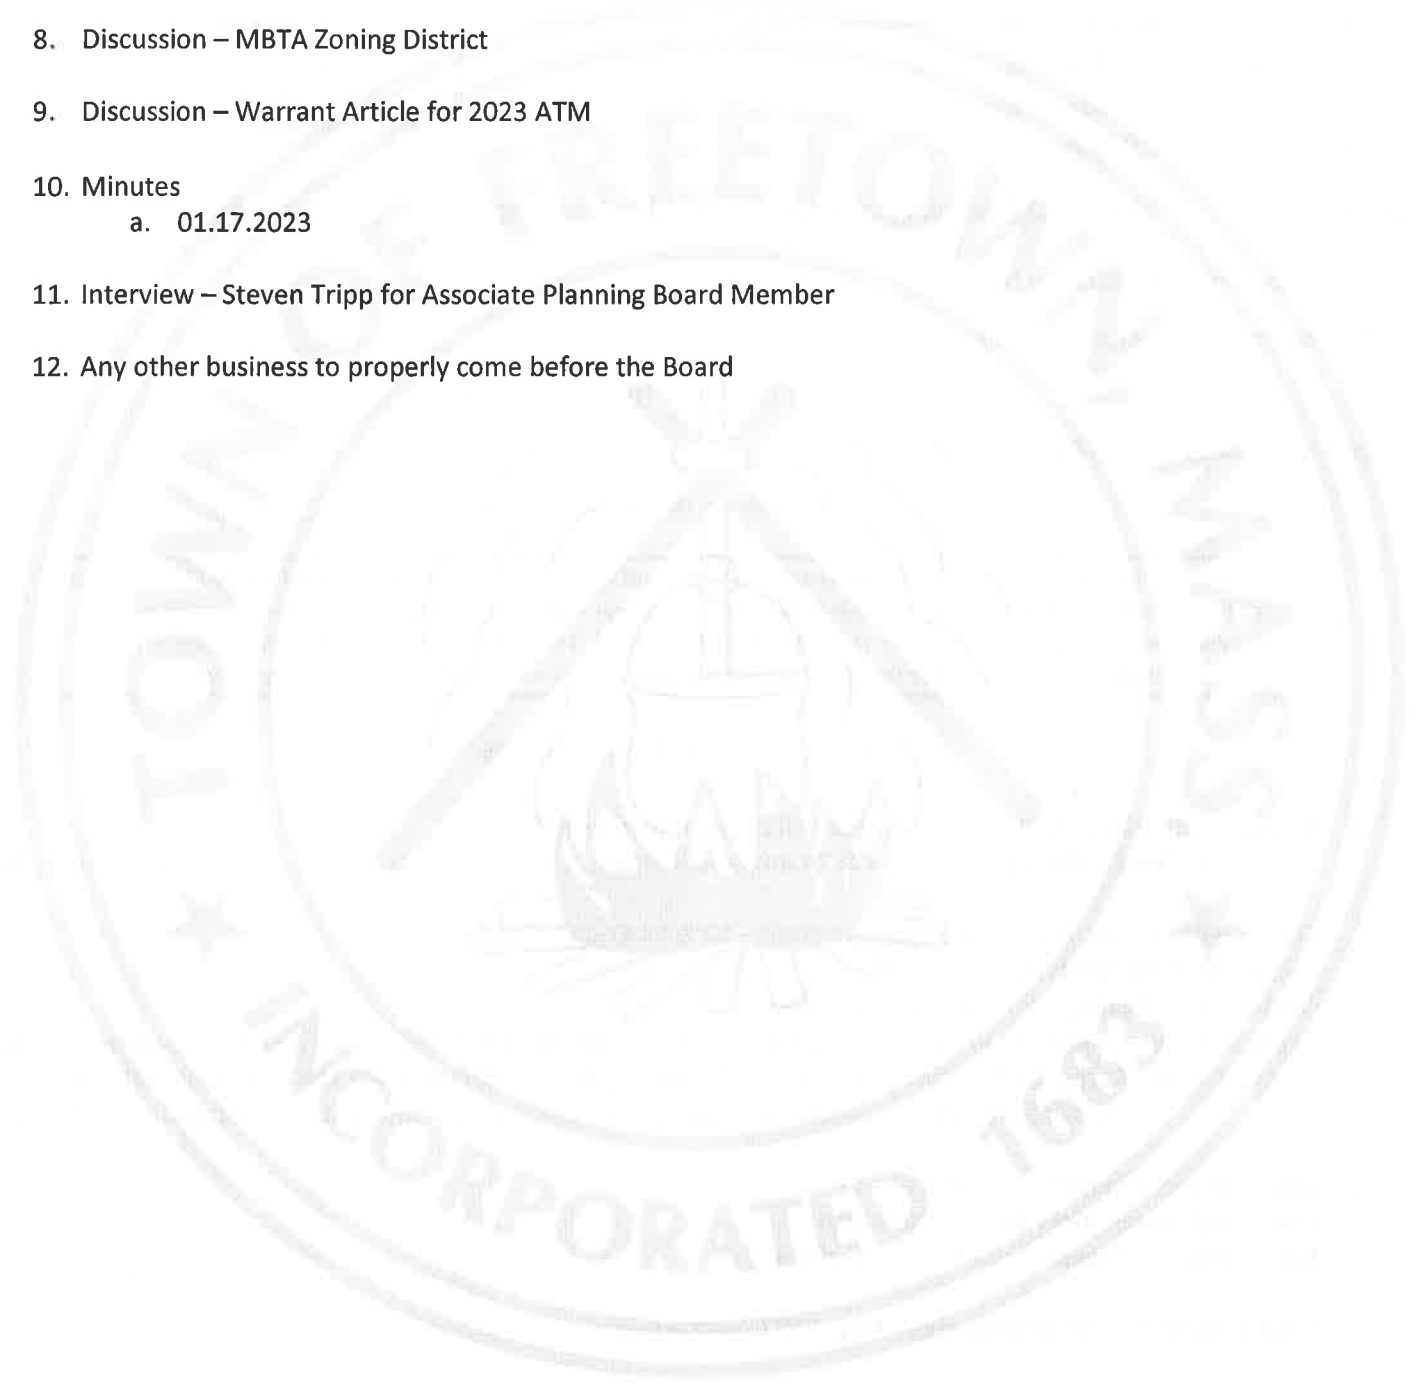 8. Discussion – MBTA Zoning District
9. Discussion – Warrant Article for 2023 ATM
10. Minutes
a. 01.17.2023
11. Interview – Steven Tripp for Associate Planning Board Member
12. Any other business to properly come before the Board
TOWN OF FREETOWN, MASS.
INCORPORATED 1683